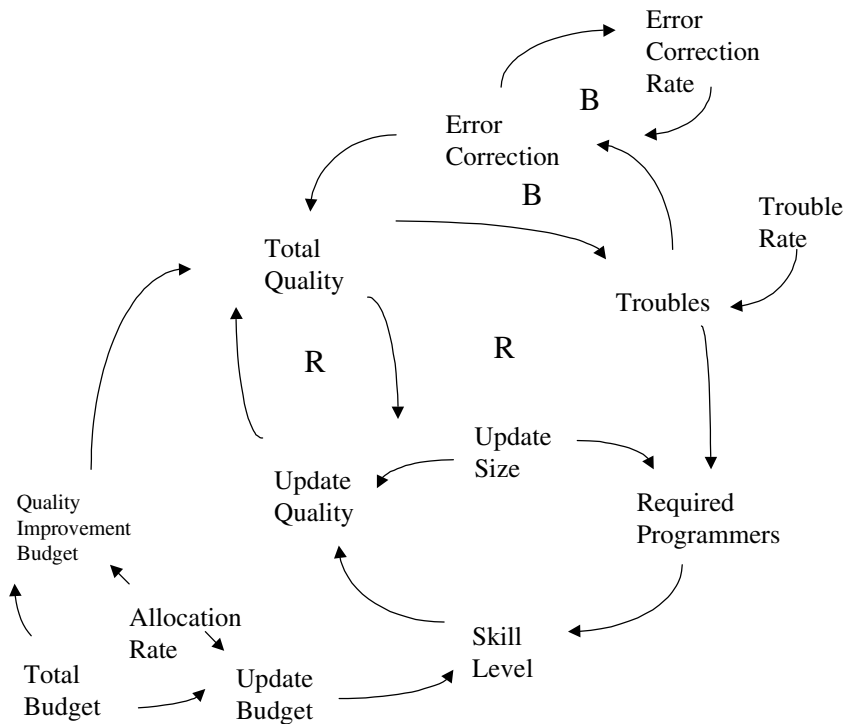 Error
Correction
Rate
B
Error
Correction
B
Trouble
Rate
Total
Quality
Troubles
R
R
Update
Size
Update
Quality
Quality
Improvement
Budget
Required
Programmers
Allocation
Rate
Skill
Level
Total
Budget
Update
Budget